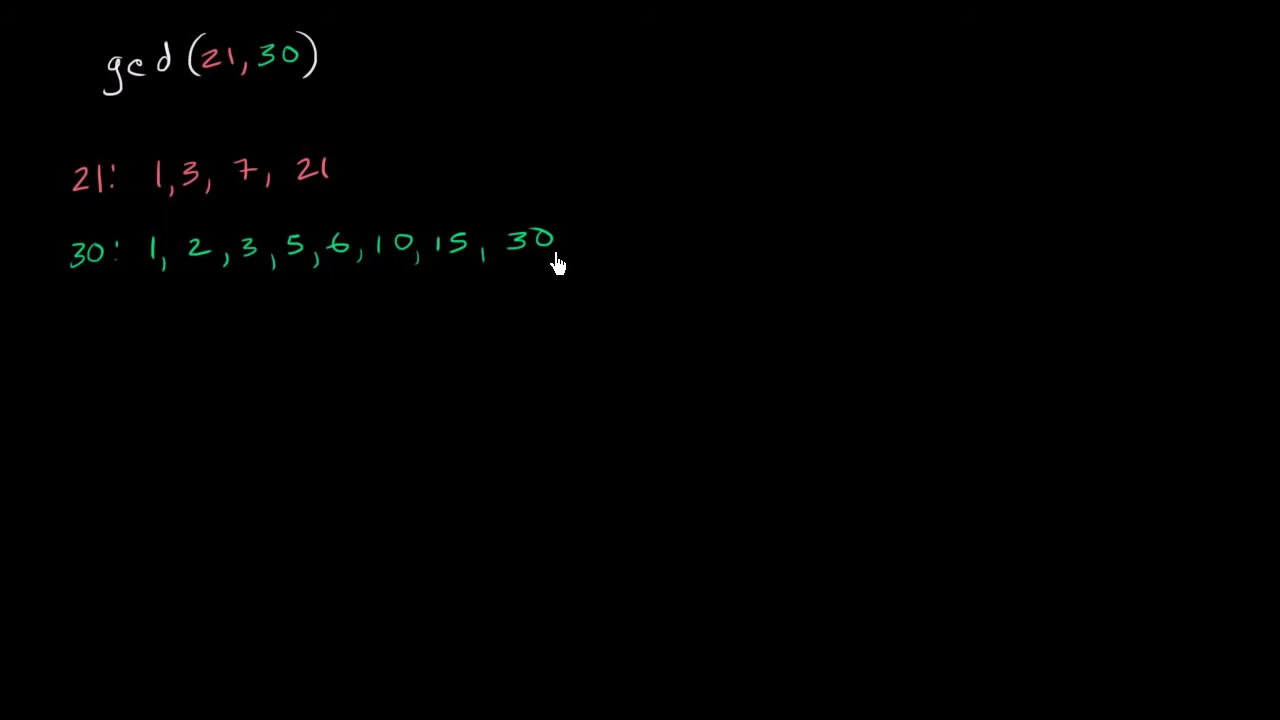 gcd (21, 30)
21: 1, 3, 7, 21
30: 1, 2, 3, 5, 6, 10, 15, 30